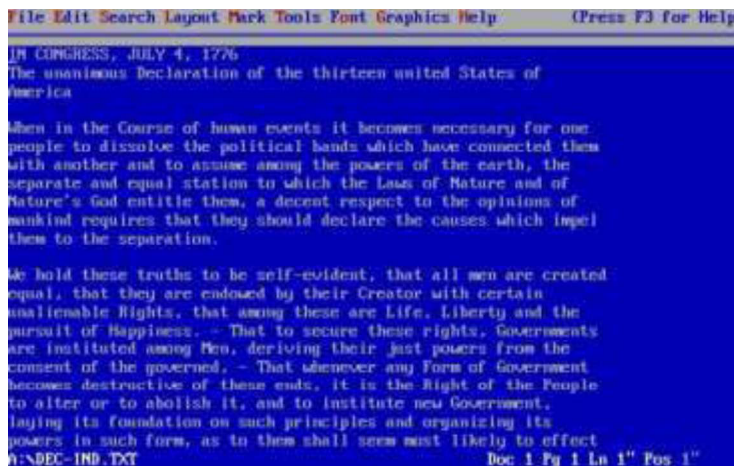 File Edit Search Layout Mark Tools Font Graphics Help (Press F3 for Help
IN CONGRESS, JULY 4, 1776
The unanimous Declaration of the thirteen united States of
America
When in the Course of human events it becomes necessary for one
people to dissolve the political bands which have connected them
with another and to assume among the powers of the earth, the
separate and equal station to which the Laws of Nature and of
Nature's God entitle them, a decent respect to the opinions of
mankind requires that they should declare the causes which impel
them to the separation.
We hold these truths to be self-evident, that all men are created
equal, that they are endowed by their Creator with certain
unalienable Rights, that among these are Life, Liberty and the
pursuit of Happiness. - That to secure these rights, Governments
are instituted among Men, deriving their just powers from the
consent of the governed, - That whenever any Form of Government
becomes destructive of these ends, it is the Right of the People
to alter or to abolish it, and to institute new Government,
laying its foundation on such principles and organizing its
powers in such form, as to them shall seem most likely to effect
A:\DEC-IND.TXT Doc 1 Pg 1 Ln 1" Pos 1"